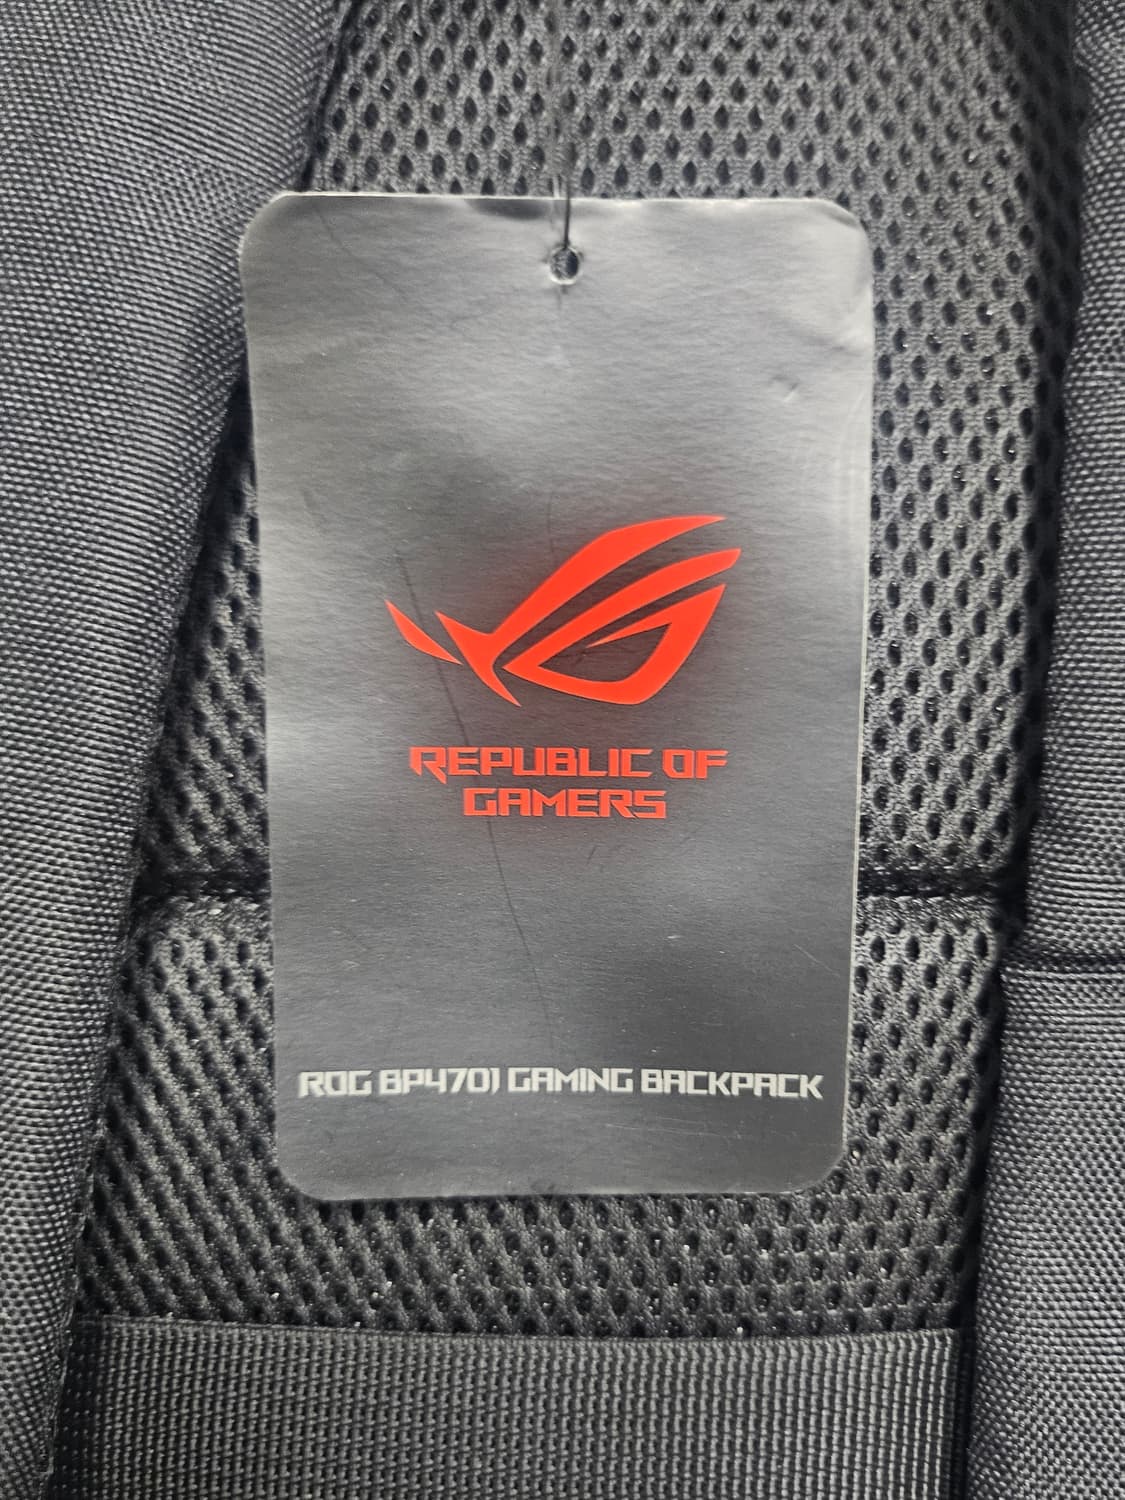 REPUBLIC OF
GAMERS
ROG BP4701 GAMING BACKPACK